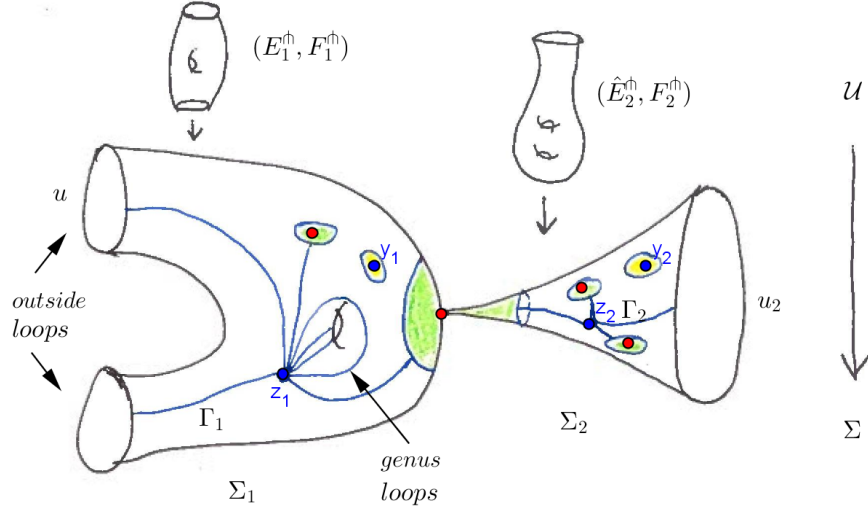 (E₁^⋔, F₁^⋔)
(Ê₂^⋔, F₂^⋔)
𝒰
u
y₁
y₂
outside
loops
z₂
Γ₂
u₂
z₁
Γ₁
genus
loops
Σ₂
Σ
Σ₁